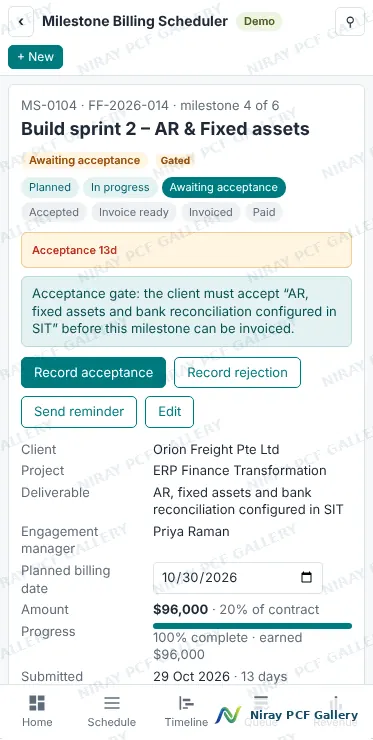 Milestone Billing Scheduler Demo
+ New
MS-0104 · FF-2026-014 · milestone 4 of 6
Build sprint 2 – AR & Fixed assets
Awaiting acceptance Gated
Planned In progress Awaiting acceptance
Accepted Invoice ready Invoiced Paid
Acceptance 13d
Acceptance gate: the client must accept “AR,
fixed assets and bank reconciliation configured in
SIT” before this milestone can be invoiced.
Record acceptance Record rejection
Send reminder Edit
Client Orion Freight Pte Ltd
Project ERP Finance Transformation
Deliverable AR, fixed assets and bank
reconciliation configured in SIT
Engagement manager Priya Raman
Planned billing date 10/30/2026
Amount $96,000 · 20% of contract
Progress 100% complete · earned
$96,000
Submitted 29 Oct 2026 · 13 days
Home Schedule Timeline Queue Revenue
Niray PCF Gallery
NIRAY PCF GALLERY